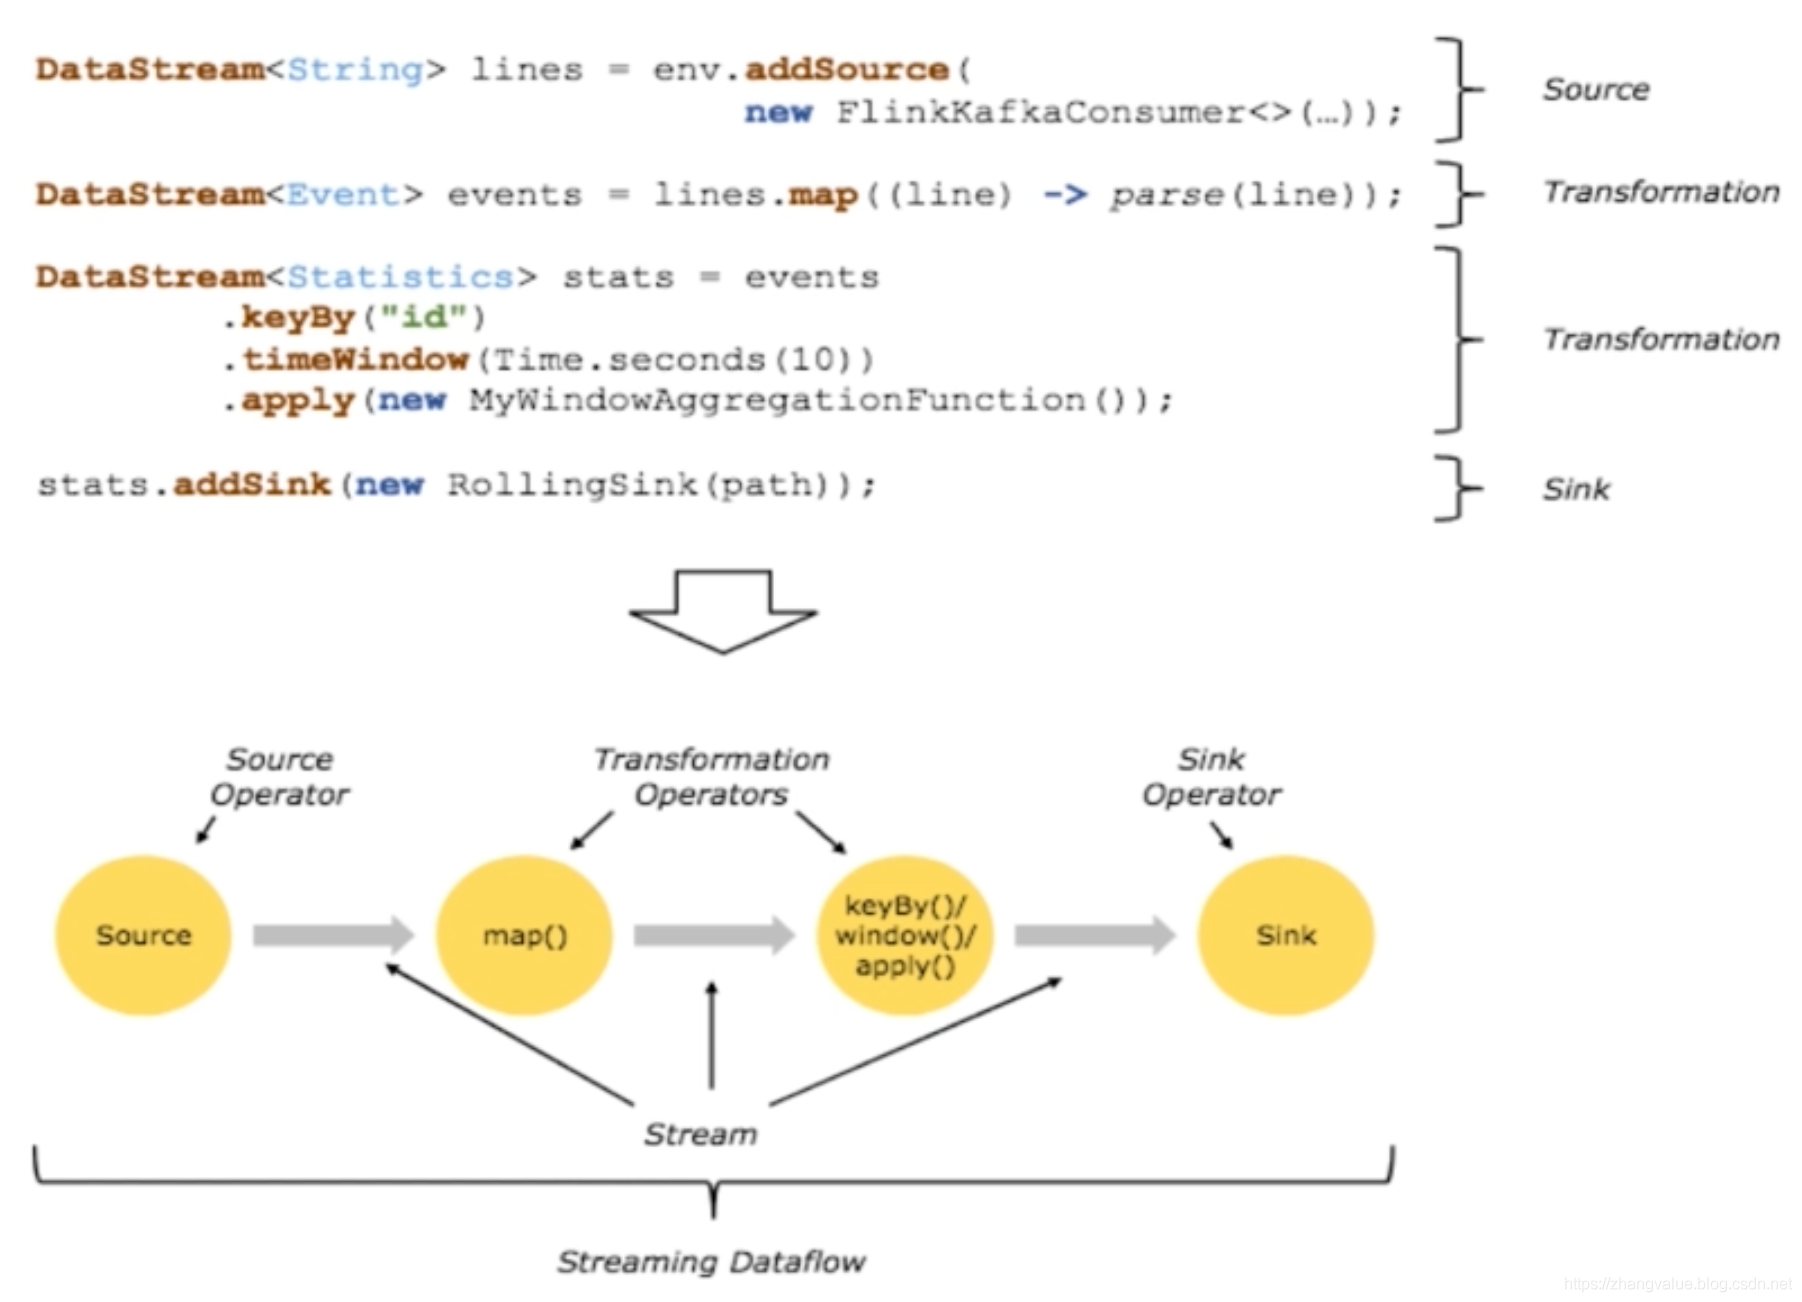 DataStream<String> lines = env.addSource(
new FlinkKafkaConsumer<>(…));
Source
DataStream<Event> events = lines.map((line) -> parse(line));
Transformation
DataStream<Statistics> stats = events
.keyBy("id")
.timeWindow(Time.seconds(10))
.apply(new MyWindowAggregationFunction());
Transformation
stats.addSink(new RollingSink(path));
Sink
Source
Operator
Transformation
Operators
Sink
Operator
Source
map()
keyBy()/
window()/
apply()
Sink
Stream
Streaming Dataflow
https://zhangvalue.blog.csdn.net